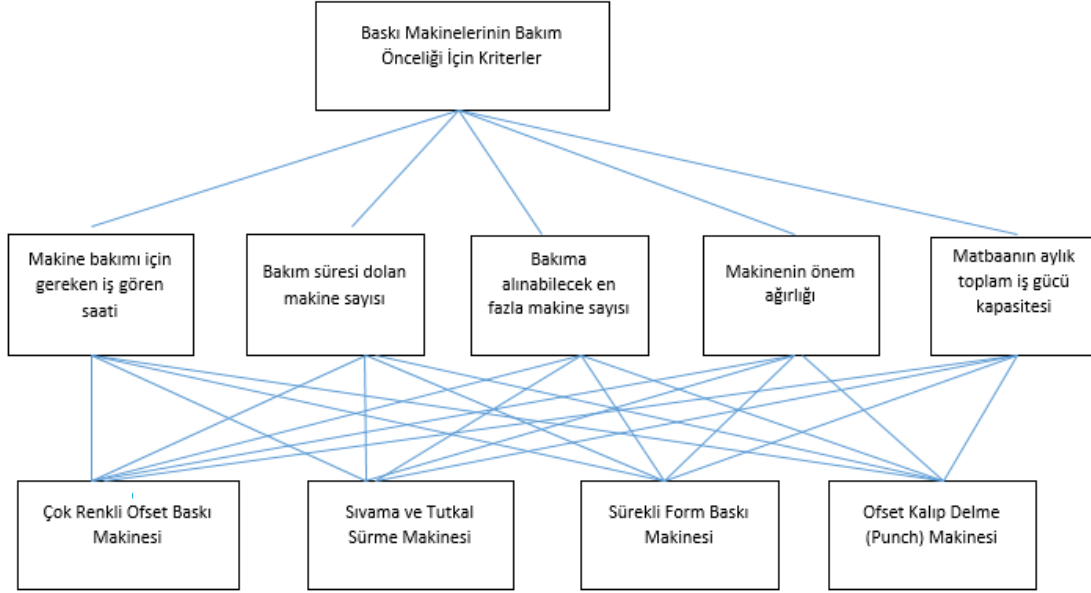 Baskı Makinelerinin Bakım
Önceliği İçin Kriterler
Makine bakımı için
gereken iş gören
saati
Bakım süresi dolan
makine sayısı
Bakıma
alınabilecek en
fazla makine sayısı
Makinenin önem
ağırlığı
Matbaanın aylık
toplam iş gücü
kapasitesi
Çok Renkli Ofset Baskı
Makinesi
Sıvama ve Tutkal
Sürme Makinesi
Sürekli Form Baskı
Makinesi
Ofset Kalıp Delme
(Punch) Makinesi